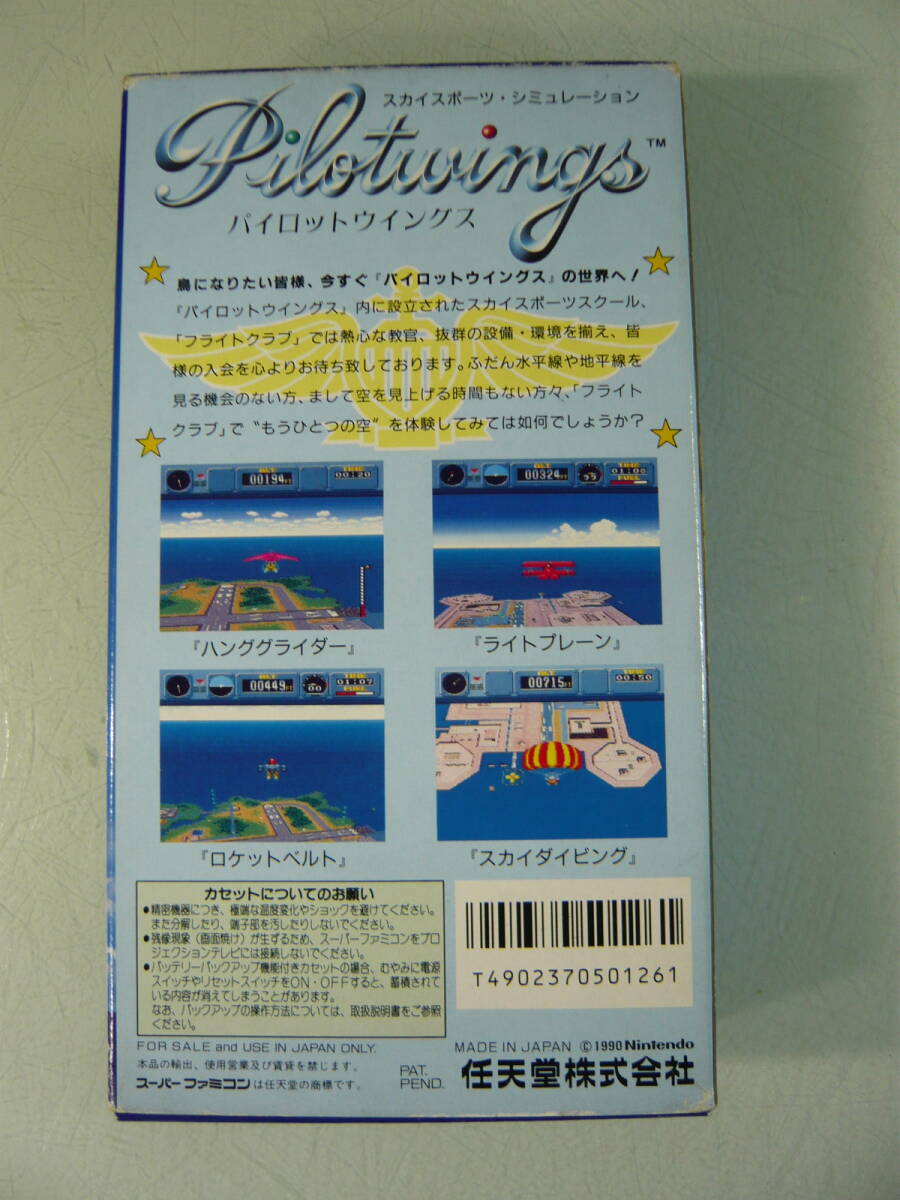 スカイスポーツ・シミュレーション
Pilotwings™
パイロットウイングス
鳥になりたい皆様、今すぐ『パイロットウイングス』の世界へ！
『パイロットウイングス』内に設立されたスカイスポーツスクール、
「フライトクラブ」では熱心な教官、抜群の設備・環境を揃え、皆
様の入会を心よりお待ち致しております。ふだん水平線や地平線を
見る機会のない方、まして空を見上げる時間もない方々、「フライト
クラブ」で“もうひとつの空”を体験してみては如何でしょうか？
ALT
00194FT
TIME
00:20
ALT
00324FT
TIME
01:00
FUEL
『ハンググライダー』
『ライトプレーン』
ALT
00449FT
00
TIME
01:07
FUEL
ALT
00715FT
TIME
00:50
『ロケットベルト』
『スカイダイビング』
カセットについてのお願い
●精密機器につき、極端な温度変化やショックを避けてください。
また分解したり、端子部を汚したりしないでください。
●残像現象（画面焼け）が生ずるため、スーパーファミコンをプロ
ジェクションテレビには接続しないでください。
●バッテリーバックアップ機能付きカセットの場合、むやみに電源
スイッチやリセットスイッチをON・OFFすると、蓄積されて
いる内容が消えてしまうことがあります。
なお、バックアップの操作方法については、取扱説明書をご参照
ください。
T4902370501261
FOR SALE and USE IN JAPAN ONLY.
本品の輸出、使用営業及び賃貸を禁じます。
スーパーファミコンは任天堂の商標です。
PAT.
PEND.
MADE IN JAPAN ©1990 Nintendo
任天堂株式会社